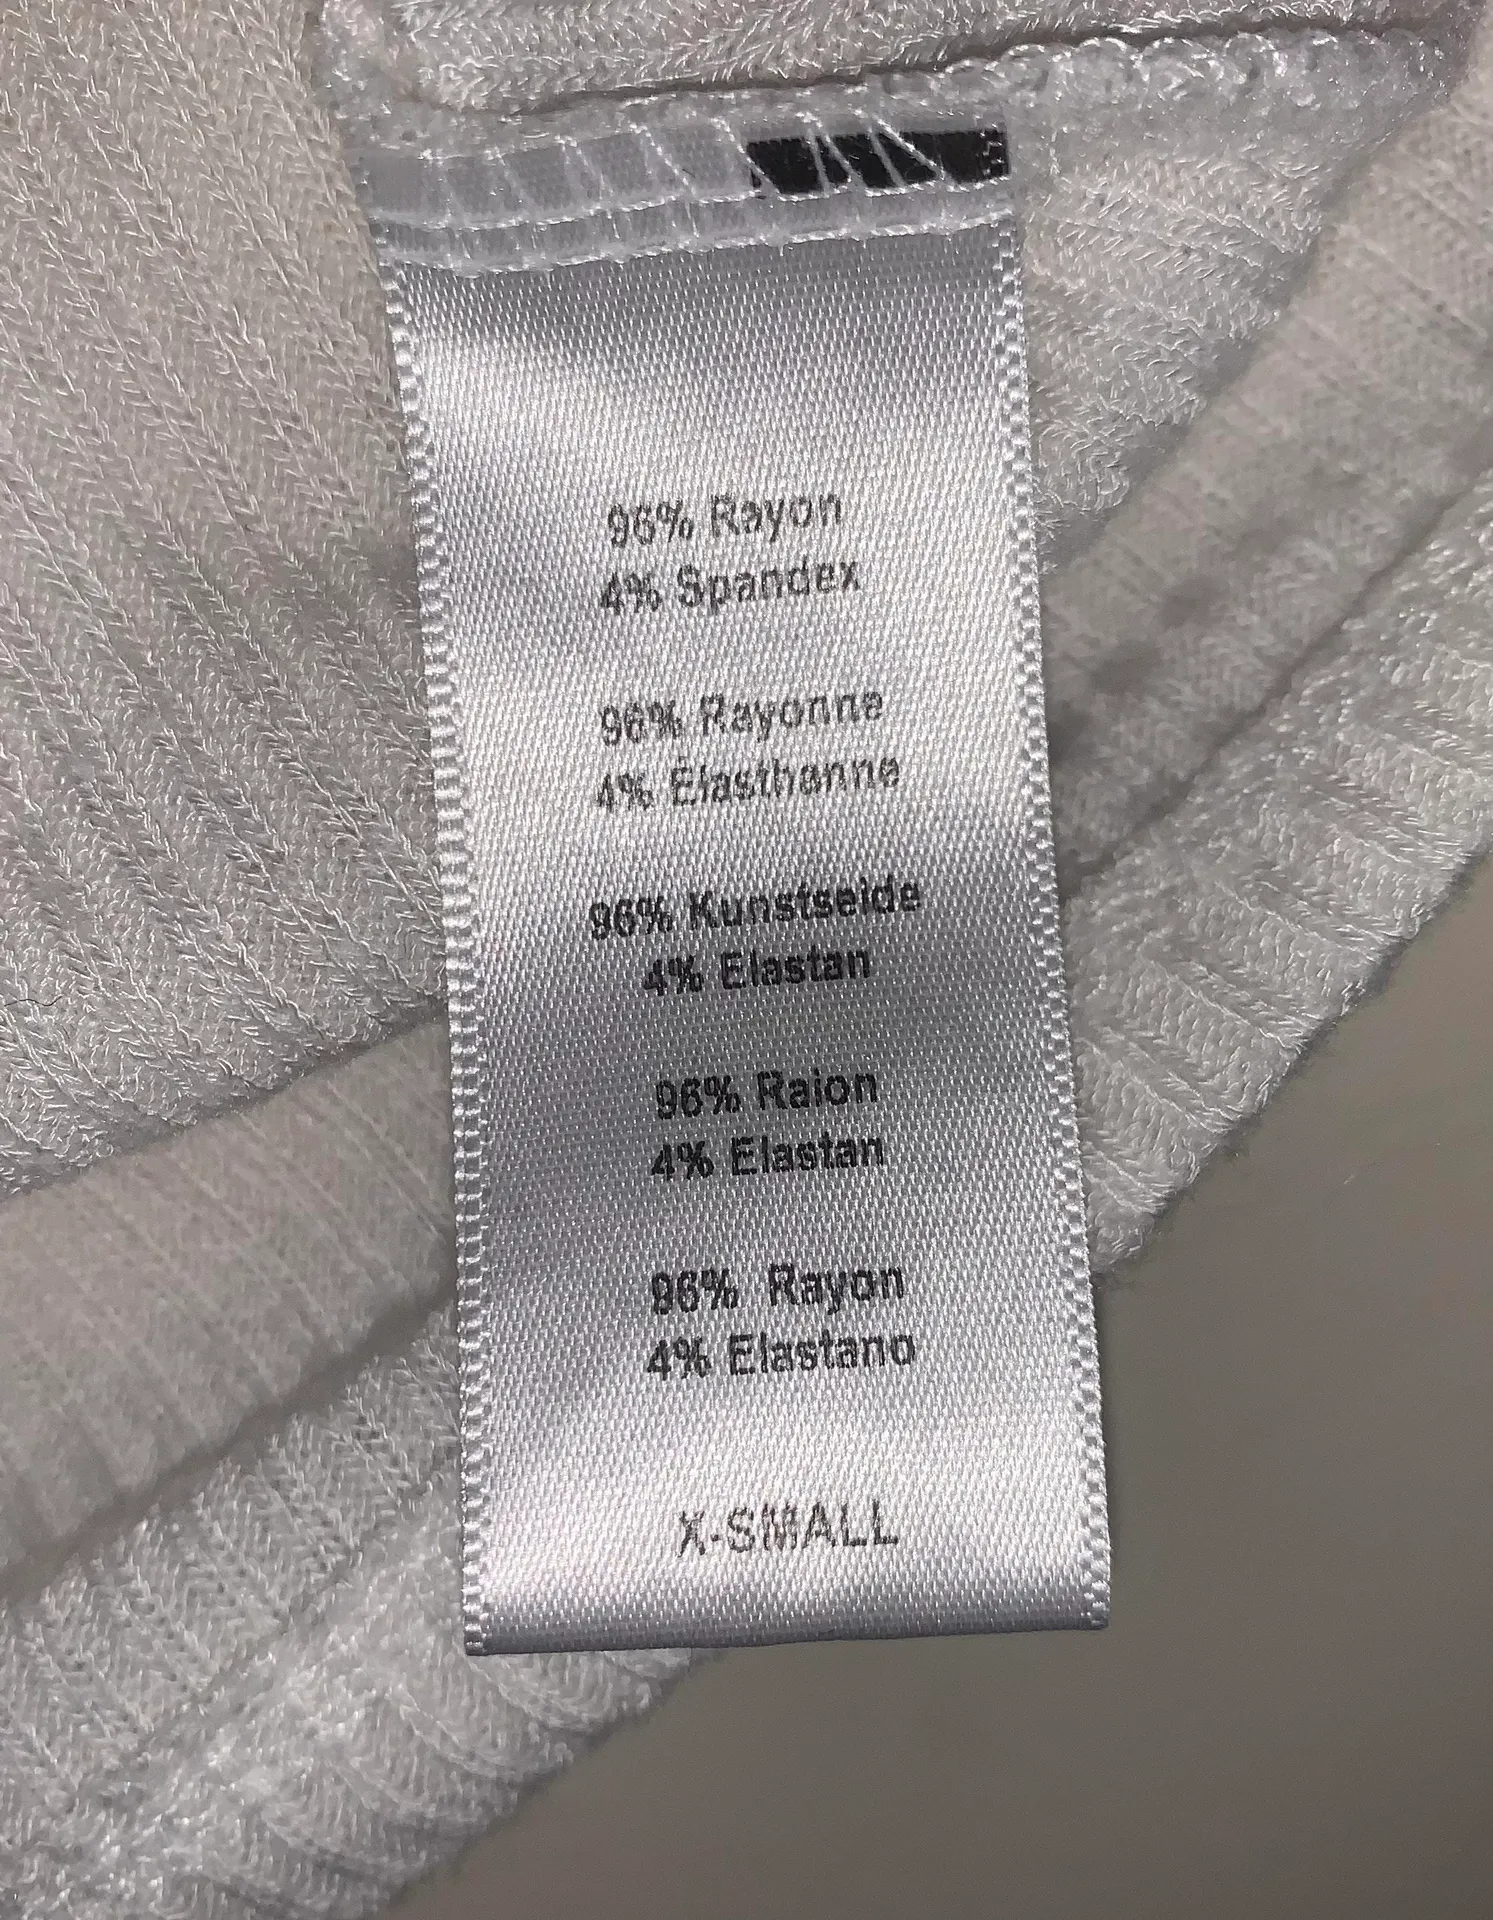 96% Rayon
4% Spandex
96% Rayonne
4% Élasthanne
96% Kunstseide
4% Elastan
96% Raion
4% Elastan
96% Rayon
4% Elastano
X-SMALL